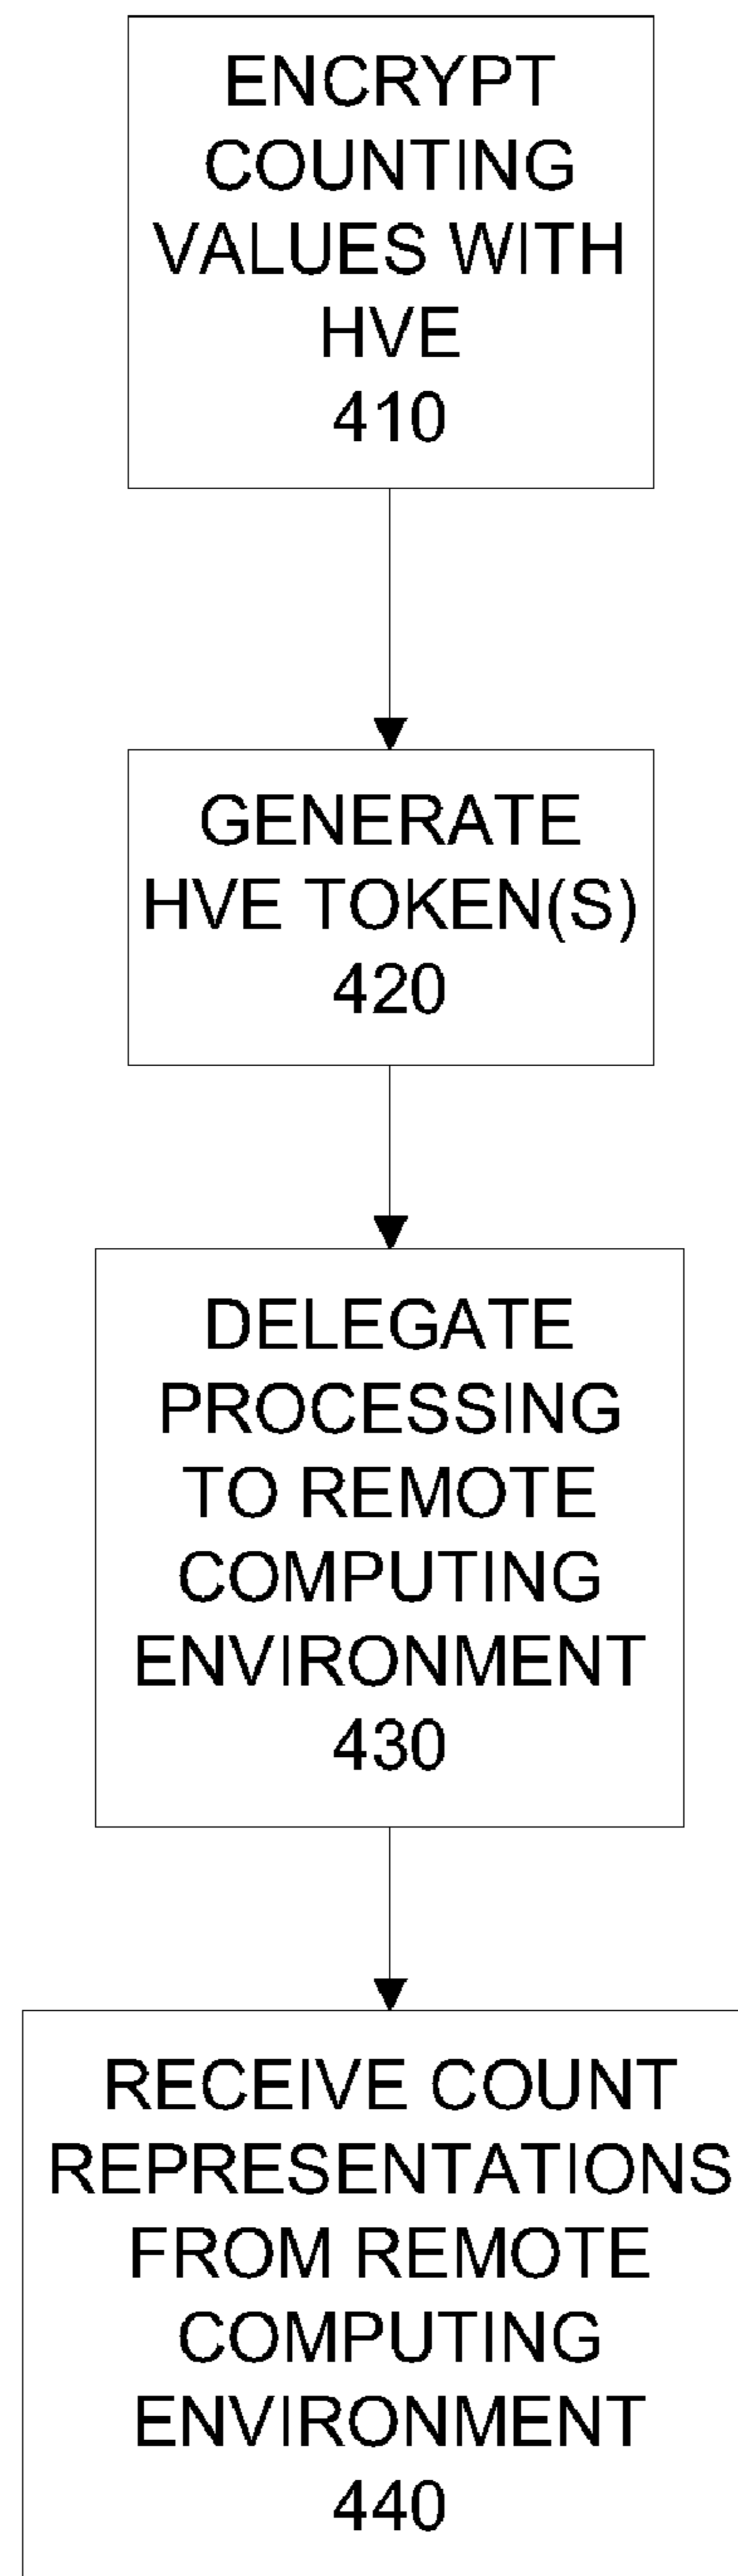 ENCRYPT
COUNTING
VALUES WITH
HVE
410
GENERATE
HVE TOKEN(S)
420
DELEGATE
PROCESSING
TO REMOTE
COMPUTING
ENVIRONMENT
430
RECEIVE COUNT
REPRESENTATIONS
FROM REMOTE
COMPUTING
ENVIRONMENT
440